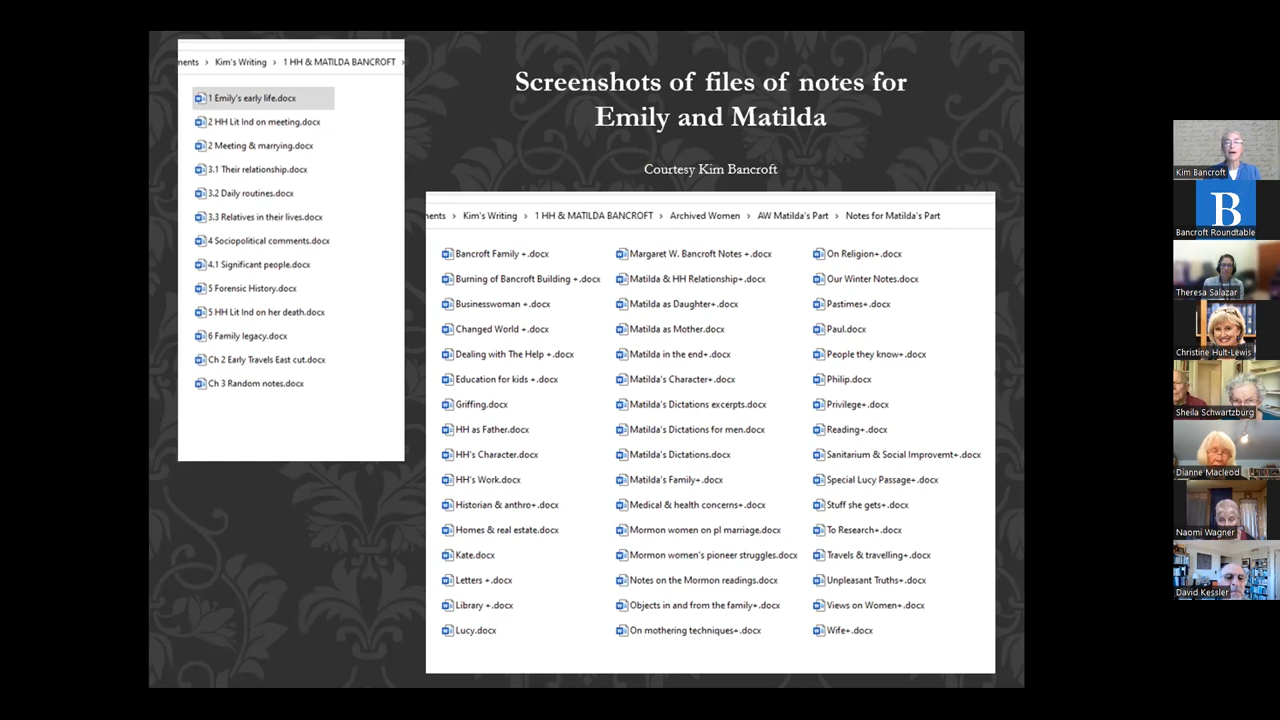 ments › Kim's Writing › 1 HH & MATILDA BANCROFT ›
1 Emily's early life.docx
2 HH Lit Ind on meeting.docx
2 Meeting & marrying.docx
3.1 Their relationship.docx
3.2 Daily routines.docx
3.3 Relatives in their lives.docx
4 Sociopolitical comments.docx
4.1 Significant people.docx
5 Forensic History.docx
5 HH Lit Ind on her death.docx
6 Family legacy.docx
Ch 2 Early Travels East cut.docx
Ch 3 Random notes.docx
Screenshots of files of notes for
Emily and Matilda
Courtesy Kim Bancroft
ments › Kim's Writing › 1 HH & MATILDA BANCROFT › Archived Women › AW Matilda's Part › Notes for Matilda's Part
Bancroft Family +.docx
Burning of Bancroft Building +.docx
Businesswoman +.docx
Changed World +.docx
Dealing with The Help +.docx
Education for kids +.docx
Griffing.docx
HH as Father.docx
HH's Character.docx
HH's Work.docx
Historian & anthro+.docx
Homes & real estate.docx
Kate.docx
Letters +.docx
Library +.docx
Lucy.docx
Margaret W. Bancroft Notes +.docx
Matilda & HH Relationship+.docx
Matilda as Daughter+.docx
Matilda as Mother.docx
Matilda in the end+.docx
Matilda's Character+.docx
Matilda's Dictations excerpts.docx
Matilda's Dictations for men.docx
Matilda's Dictations.docx
Matilda's Family+.docx
Medical & health concerns+.docx
Mormon women on pl marriage.docx
Mormon women's pioneer struggles.docx
Notes on the Mormon readings.docx
Objects in and from the family+.docx
On mothering techniques+.docx
On Religion+.docx
Our Winter Notes.docx
Pastimes+.docx
Paul.docx
People they know+.docx
Philip.docx
Privilege+.docx
Reading+.docx
Sanitarium & Social Improvemt+.docx
Special Lucy Passage+.docx
Stuff she gets+.docx
To Research+.docx
Travels & travelling+.docx
Unpleasant Truths+.docx
Views on Women+.docx
Wife+.docx
Kim Bancroft
B
Bancroft Roundtable
Theresa Salazar
Christine Hult-Lewis
Sheila Schwartzburg
Dianne Macleod
Naomi Wagner
David Kessler